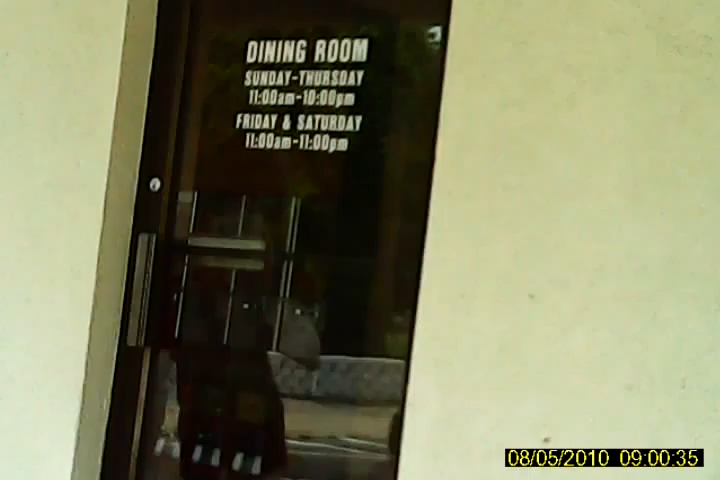 DINING ROOM
SUNDAY-THURSDAY
11:00am-10:00pm
FRIDAY & SATURDAY
11:00am-11:00pm
08/05/2010 09:00:35